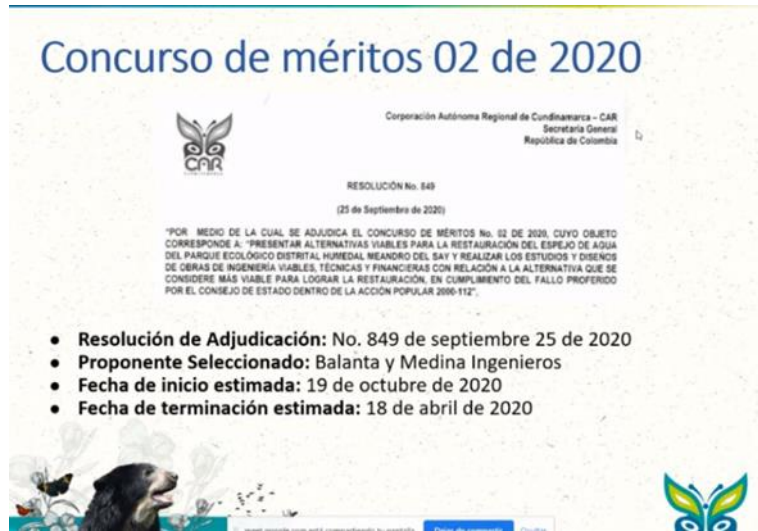 Concurso de méritos 02 de 2020
Corporación Autónoma Regional de Cundinamarca – CAR
Secretaría General
República de Colombia
CAR
RESOLUCIÓN No. 849
(25 de Septiembre de 2020)
"POR MEDIO DE LA CUAL SE ADJUDICA EL CONCURSO DE MÉRITOS No. 02 DE 2020, CUYO OBJETO
CORRESPONDE A: "PRESENTAR ALTERNATIVAS VIABLES PARA LA RESTAURACIÓN DEL ESPEJO DE AGUA
DEL PARQUE ECOLÓGICO DISTRITAL HUMEDAL MEANDRO DEL SAY Y REALIZAR LOS ESTUDIOS Y DISEÑOS
DE OBRAS DE INGENIERÍA VIABLES, TÉCNICAS Y FINANCIERAS CON RELACIÓN A LA ALTERNATIVA QUE SE
CONSIDERE MÁS VIABLE PARA LOGRAR LA RESTAURACIÓN, EN CUMPLIMIENTO DEL FALLO PROFERIDO
POR EL CONSEJO DE ESTADO DENTRO DE LA ACCIÓN POPULAR 2000-112".
• Resolución de Adjudicación: No. 849 de septiembre 25 de 2020
• Proponente Seleccionado: Balanta y Medina Ingenieros
• Fecha de inicio estimada: 19 de octubre de 2020
• Fecha de terminación estimada: 18 de abril de 2020